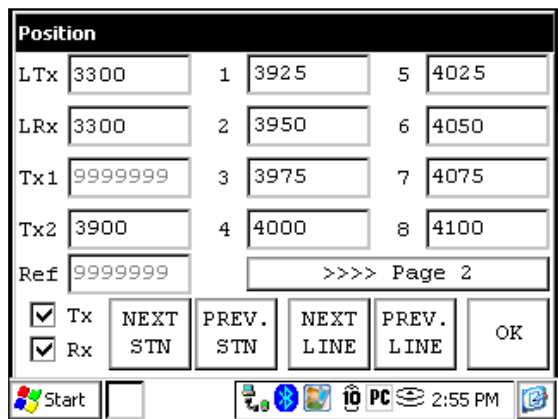 Position
LTx 3300 1 3925 5 4025
LRx 3300 2 3950 6 4050
Tx1 9999999 3 3975 7 4075
Tx2 3900 4 4000 8 4100
Ref 9999999 >>>> Page 2
Tx NEXT PREV. NEXT PREV. OK
Rx STN STN LINE LINE
Start PC 2:55 PM